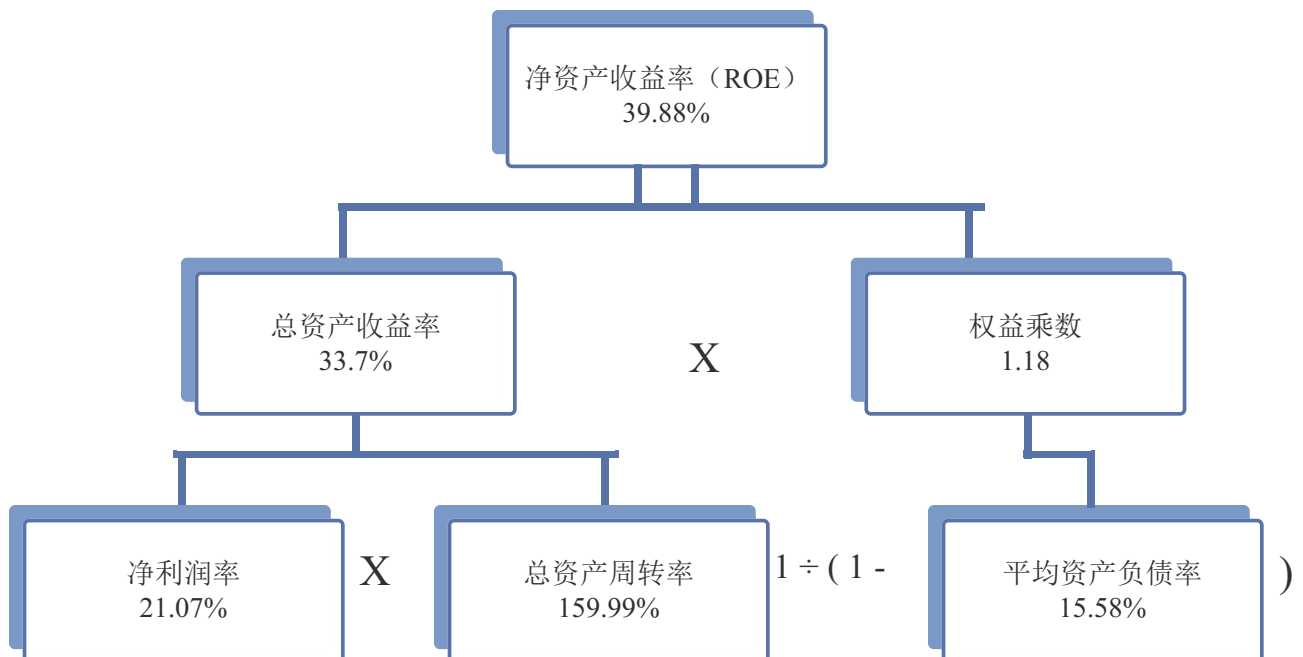 净资产收益率（ROE）
39.88%
总资产收益率
33.7%
X
权益乘数
1.18
净利润率
21.07%
X
总资产周转率
159.99%
1 ÷ ( 1 -
平均资产负债率
15.58%
)